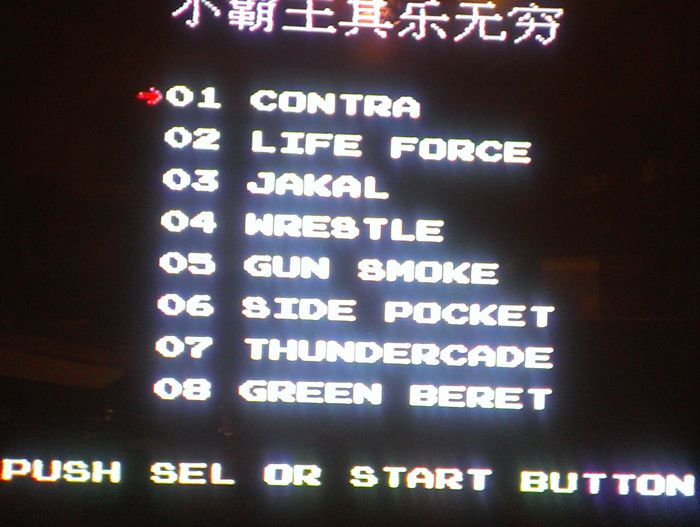 小霸王其乐无穷
01 CONTRA
02 LIFE FORCE
03 JAKAL
04 WRESTLE
05 GUN SMOKE
06 SIDE POCKET
07 THUNDERCADE
08 GREEN BERET
PUSH SEL OR START BUTTON